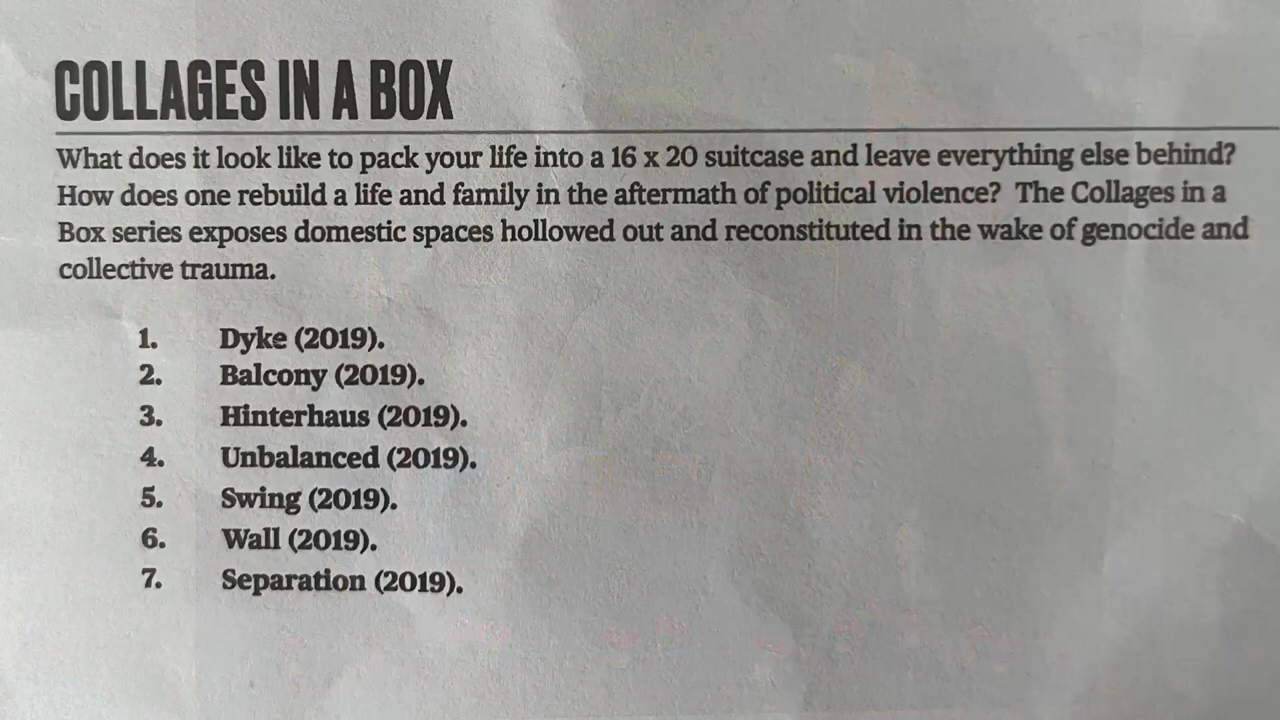 COLLAGES IN A BOX
What does it look like to pack your life into a 16 x 20 suitcase and leave everything else behind?
How does one rebuild a life and family in the aftermath of political violence?  The Collages in a
Box series exposes domestic spaces hollowed out and reconstituted in the wake of genocide and
collective trauma.
1. Dyke (2019).
2. Balcony (2019).
3. Hinterhaus (2019).
4. Unbalanced (2019).
5. Swing (2019).
6. Wall (2019).
7. Separation (2019).